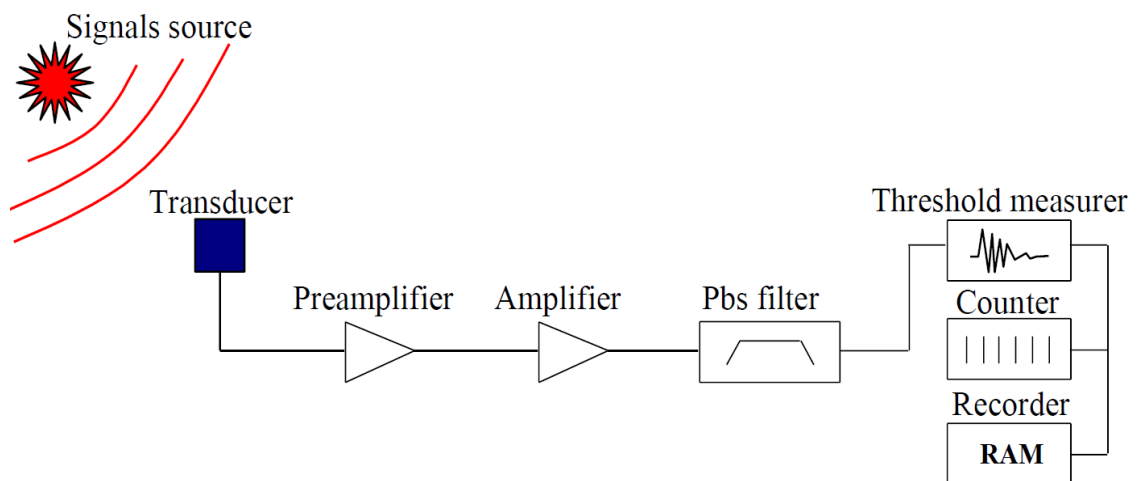 Signals source
Transducer
Preamplifier
Amplifier
Pbs filter
Threshold measurer
Counter
Recorder
RAM